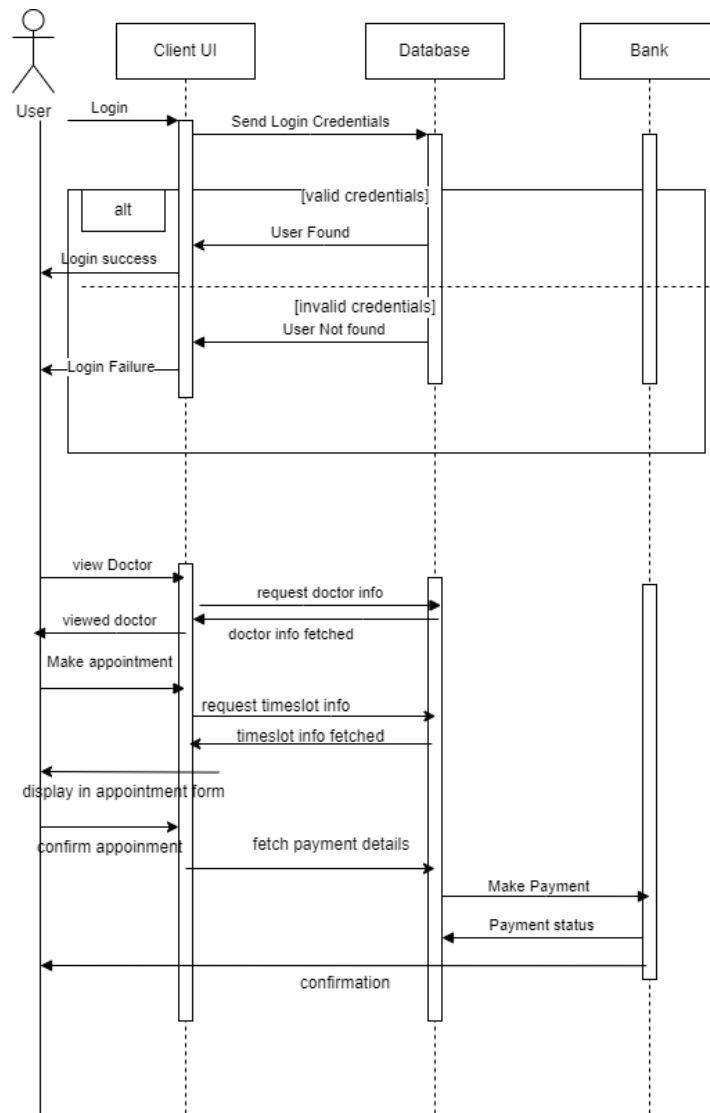 Client UI
Database
Bank
User
Login
Send Login Credentials
alt
[valid credentials]
User Found
Login success
[invalid credentials]
User Not found
Login Failure
view Doctor
request doctor info
viewed doctor
doctor info fetched
Make appointment
request timeslot info
timeslot info fetched
display in appointment form
confirm appoinment
fetch payment details
Make Payment
Payment status
confirmation